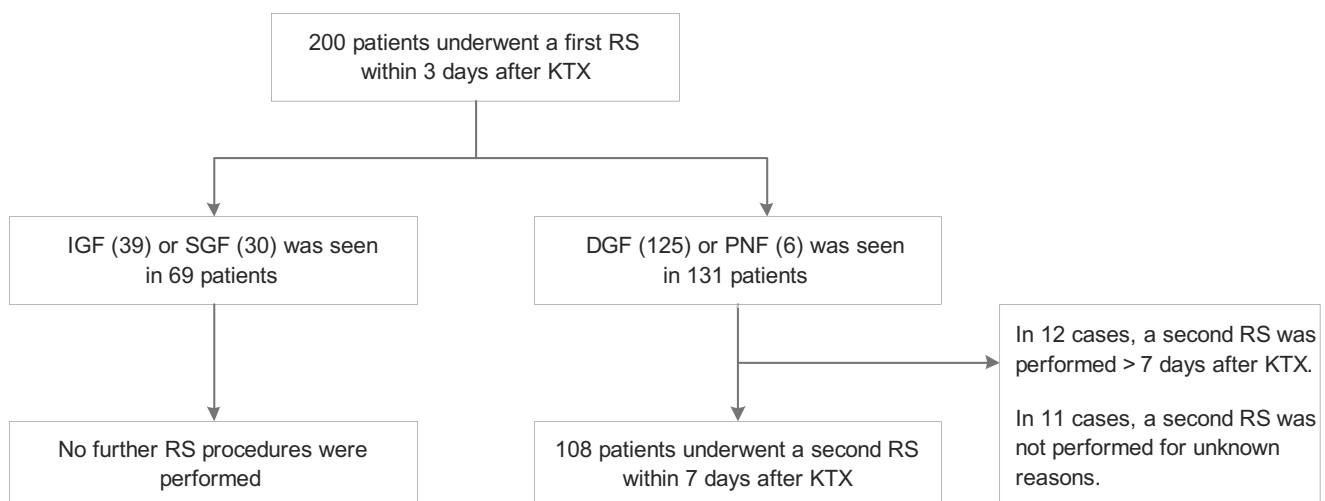 200 patients underwent a first RS
within 3 days after KTX
IGF (39) or SGF (30) was seen
in 69 patients
DGF (125) or PNF (6) was seen
in 131 patients
In 12 cases, a second RS was
performed > 7 days after KTX.
In 11 cases, a second RS was
not performed for unknown
reasons.
No further RS procedures were
performed
108 patients underwent a second RS
within 7 days after KTX